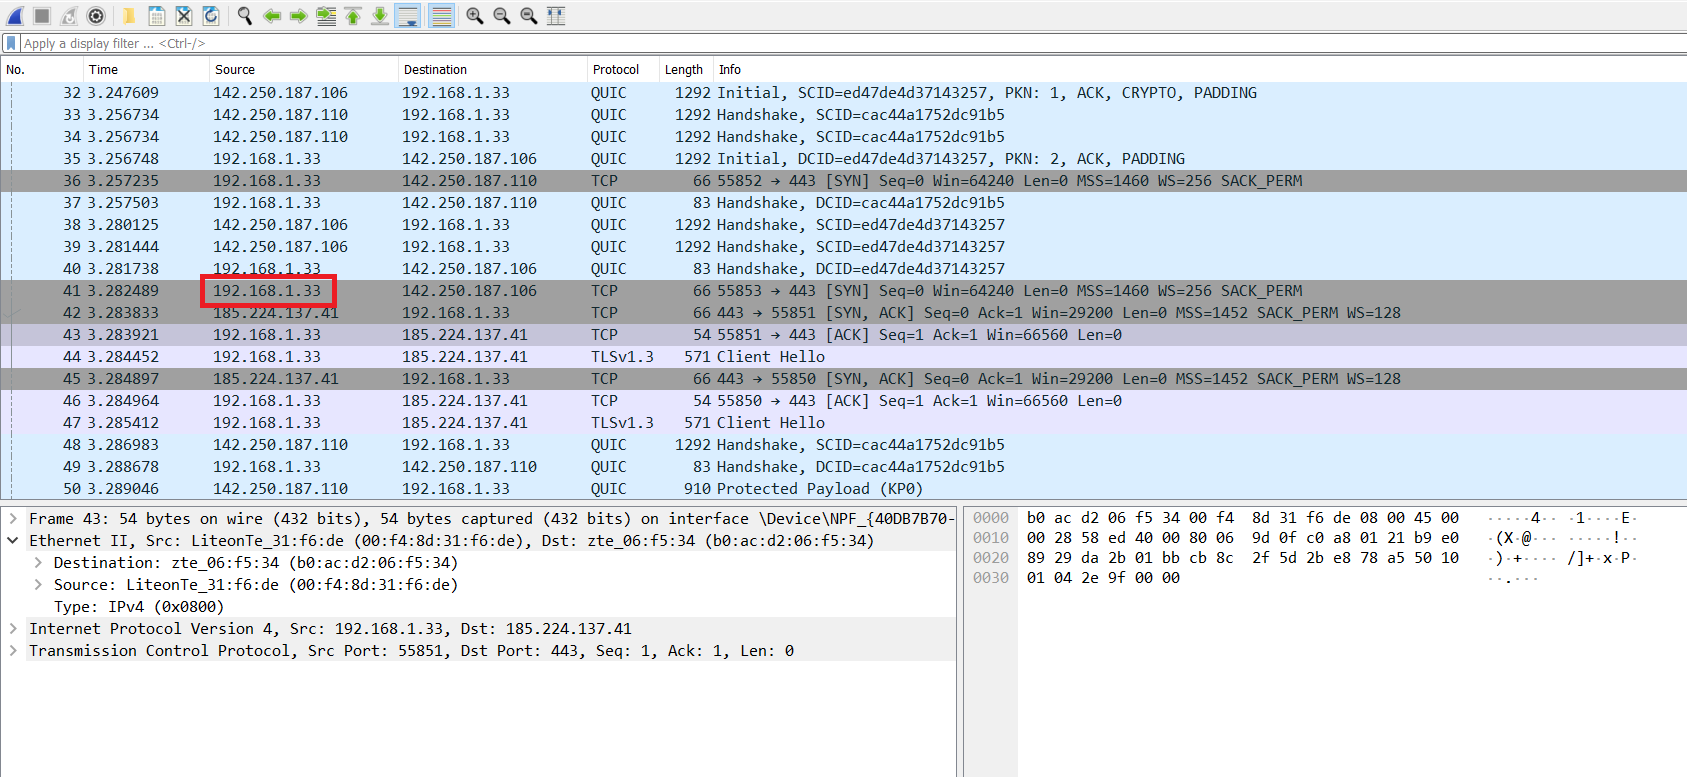 Apply a display filter ... <Ctrl-/>
No. Time Source Destination Protocol Length Info
32 3.247609 142.250.187.106 192.168.1.33 QUIC 1292 Initial, SCID=ed47de4d37143257, PKN: 1, ACK, CRYPTO, PADDING
33 3.256734 142.250.187.110 192.168.1.33 QUIC 1292 Handshake, SCID=cac44a1752dc91b5
34 3.256734 142.250.187.110 192.168.1.33 QUIC 1292 Handshake, SCID=cac44a1752dc91b5
35 3.256748 192.168.1.33 142.250.187.106 QUIC 1292 Initial, DCID=ed47de4d37143257, PKN: 2, ACK, PADDING
36 3.257235 192.168.1.33 142.250.187.110 TCP 66 55852 → 443 [SYN] Seq=0 Win=64240 Len=0 MSS=1460 WS=256 SACK_PERM
37 3.257503 192.168.1.33 142.250.187.110 QUIC 83 Handshake, DCID=cac44a1752dc91b5
38 3.280125 142.250.187.106 192.168.1.33 QUIC 1292 Handshake, SCID=ed47de4d37143257
39 3.281444 142.250.187.106 192.168.1.33 QUIC 1292 Handshake, SCID=ed47de4d37143257
40 3.281738 192.168.1.33 142.250.187.106 QUIC 83 Handshake, DCID=ed47de4d37143257
41 3.282489 192.168.1.33 142.250.187.106 TCP 66 55853 → 443 [SYN] Seq=0 Win=64240 Len=0 MSS=1460 WS=256 SACK_PERM
42 3.283833 185.224.137.41 192.168.1.33 TCP 66 443 → 55851 [SYN, ACK] Seq=0 Ack=1 Win=29200 Len=0 MSS=1452 SACK_PERM WS=128
43 3.283921 192.168.1.33 185.224.137.41 TCP 54 55851 → 443 [ACK] Seq=1 Ack=1 Win=66560 Len=0
44 3.284452 192.168.1.33 185.224.137.41 TLSv1.3 571 Client Hello
45 3.284897 185.224.137.41 192.168.1.33 TCP 66 443 → 55850 [SYN, ACK] Seq=0 Ack=1 Win=29200 Len=0 MSS=1452 SACK_PERM WS=128
46 3.284964 192.168.1.33 185.224.137.41 TCP 54 55850 → 443 [ACK] Seq=1 Ack=1 Win=66560 Len=0
47 3.285412 192.168.1.33 185.224.137.41 TLSv1.3 571 Client Hello
48 3.286983 142.250.187.110 192.168.1.33 QUIC 1292 Handshake, SCID=cac44a1752dc91b5
49 3.288678 192.168.1.33 142.250.187.110 QUIC 83 Handshake, DCID=cac44a1752dc91b5
50 3.289046 142.250.187.110 192.168.1.33 QUIC 910 Protected Payload (KP0)
Frame 43: 54 bytes on wire (432 bits), 54 bytes captured (432 bits) on interface \Device\NPF_{40DB7B70-
Ethernet II, Src: LiteonTe_31:f6:de (00:f4:8d:31:f6:de), Dst: zte_06:f5:34 (b0:ac:d2:06:f5:34)
Destination: zte_06:f5:34 (b0:ac:d2:06:f5:34)
Source: LiteonTe_31:f6:de (00:f4:8d:31:f6:de)
Type: IPv4 (0x0800)
Internet Protocol Version 4, Src: 192.168.1.33, Dst: 185.224.137.41
Transmission Control Protocol, Src Port: 55851, Dst Port: 443, Seq: 1, Ack: 1, Len: 0
0000 b0 ac d2 06 f5 34 00 f4 8d 31 f6 de 08 00 45 00 ·····4·· ·1····E·
0010 00 28 58 ed 40 00 80 06 9d 0f c0 a8 01 21 b9 e0 ·(X·@··· ·····!··
0020 89 29 da 2b 01 bb cb 8c 2f 5d 2b e8 78 a5 50 10 ·)·+···· /]+·x·P·
0030 01 04 2e 9f 00 00 ··.···